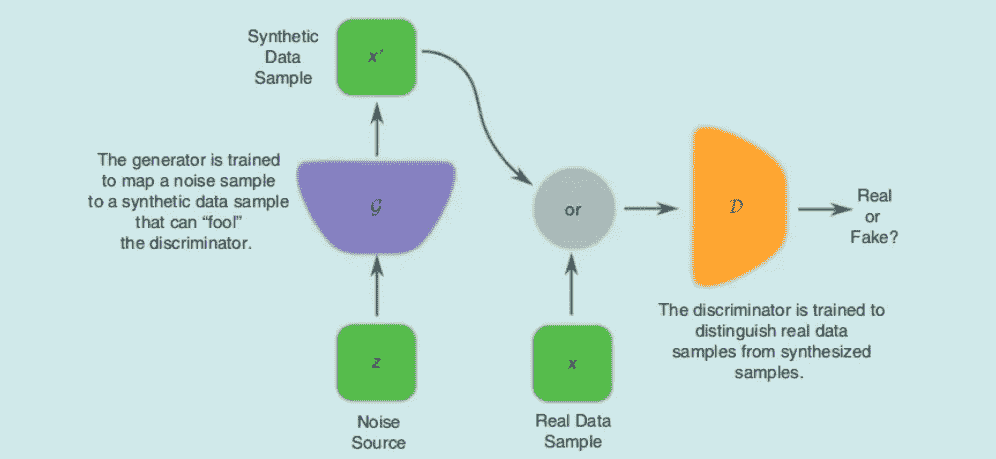 Synthetic
Data
Sample
x′
The generator is trained
to map a noise sample
to a synthetic data sample
that can “fool”
the discriminator.
G
or
D
Real
or
Fake?
z
Noise
Source
x
Real Data
Sample
The discriminator is trained to
distinguish real data
samples from synthesized
samples.